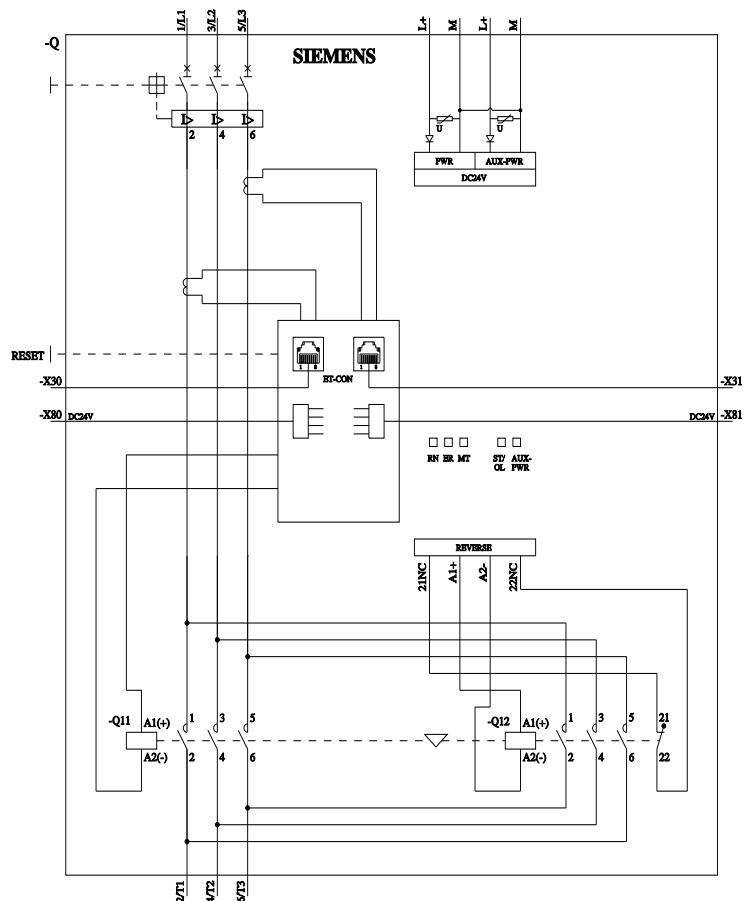 1/L1 3/L2 5/L3 L+ M L+ M
-Q
SIEMENS
I> I> I>
2 4 6
U U
PWR AUX-PWR
DC24V
RESET
1 8 1 8
ET-CON
-X30 -X31
-X80 DC24V DC24V -X81
RN ER MT ST/OL AUX-PWR
REVERSE
21NC A1+ A2- 22NC
-Q11 A1(+) 1 3 5 -Q12 A1(+) 1 3 5 21
A2(-) 2 4 6 A2(-) 2 4 6 22
2/T1 4/T2 6/T3